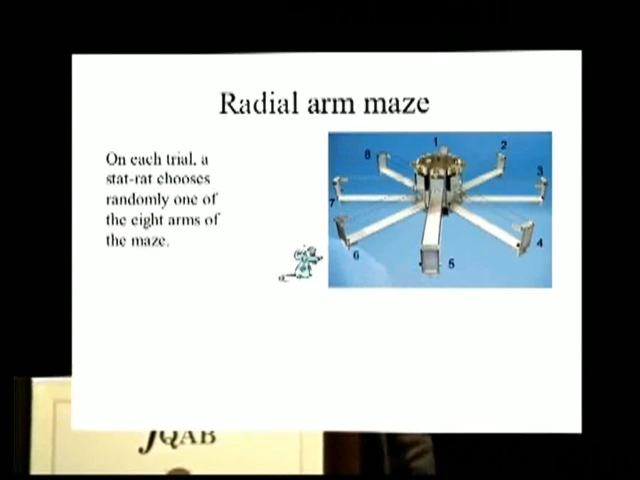 Radial arm maze
On each trial, a
stat-rat chooses
randomly one of
the eight arms of
the maze.
1
2
3
4
5
6
7
8
JQAB